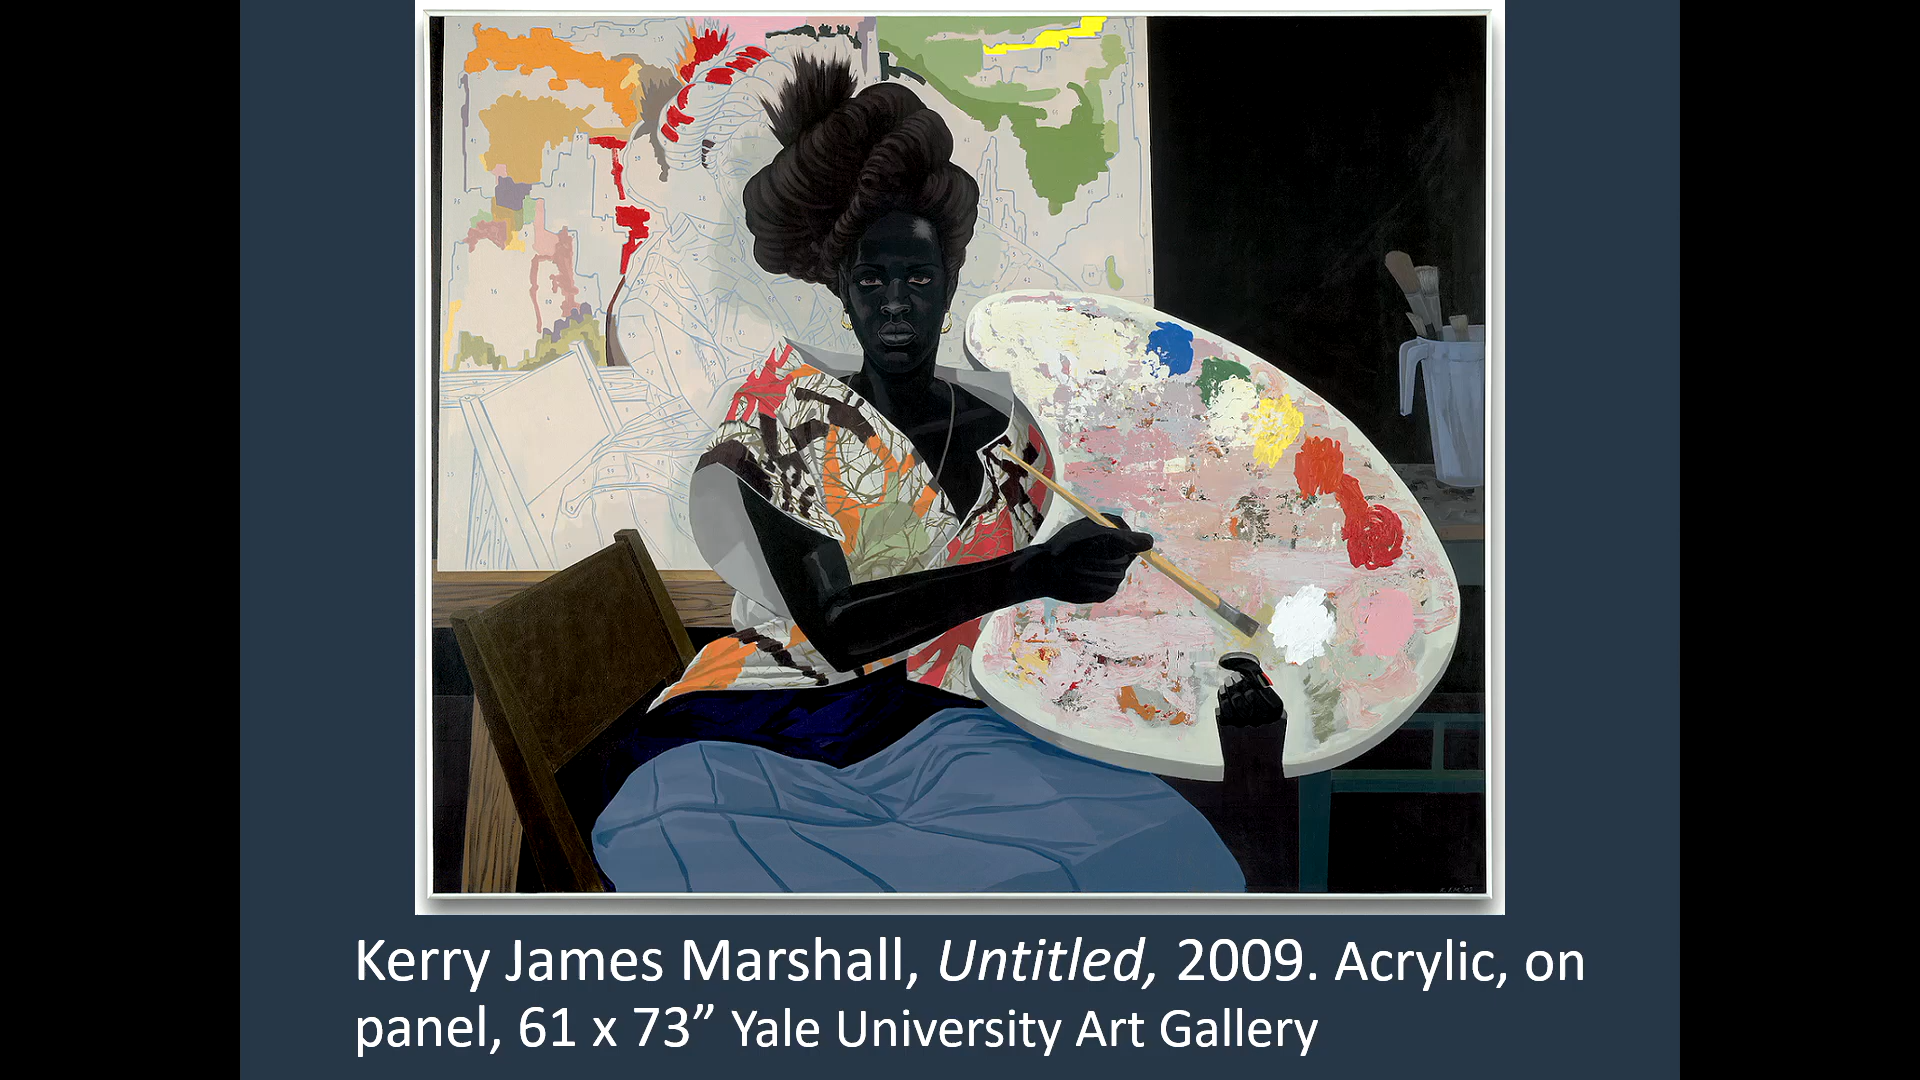 Kerry James Marshall, Untitled, 2009. Acrylic, on
panel, 61 x 73” Yale University Art Gallery